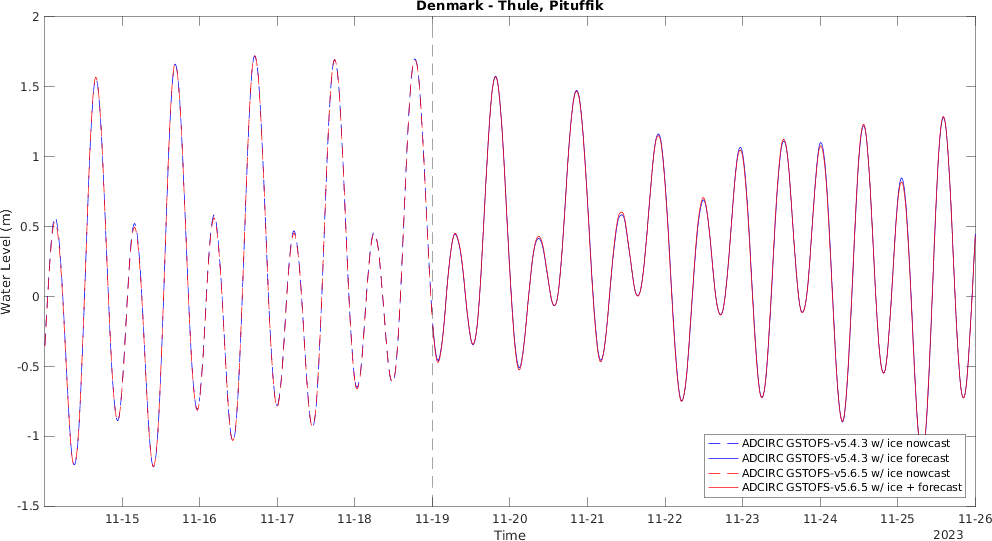 Denmark - Thule, Pituffik
2
1.5
1
0.5
0
-0.5
-1
-1.5
Water Level (m)
ADCIRC GSTOFS-v5.4.3 w/ ice nowcast
ADCIRC GSTOFS-v5.4.3 w/ ice forecast
ADCIRC GSTOFS-v5.6.5 w/ ice nowcast
ADCIRC GSTOFS-v5.6.5 w/ ice + forecast
11-15 11-16 11-17 11-18 11-19 11-20 11-21 11-22 11-23 11-24 11-25 11-26
Time
2023